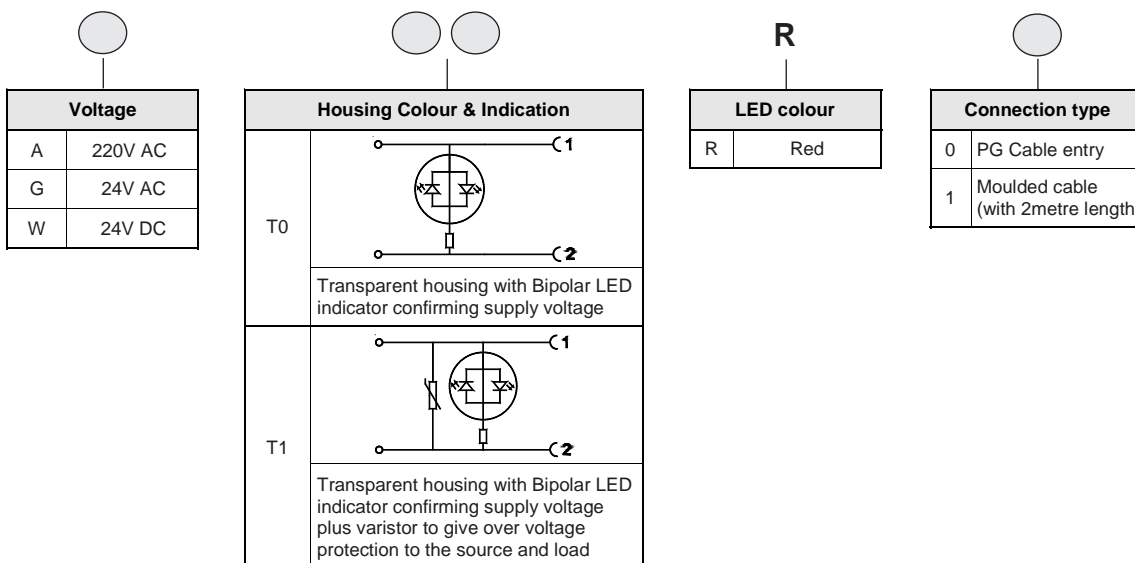 R
Voltage
A 220V AC
G 24V AC
W 24V DC
Housing Colour & Indication
T0
1
2
Transparent housing with Bipolar LED
indicator confirming supply voltage
T1
1
2
Transparent housing with Bipolar LED
indicator confirming supply voltage
plus varistor to give over voltage
protection to the source and load
LED colour
R Red
Connection type
0 PG Cable entry
1 Moulded cable
(with 2metre length